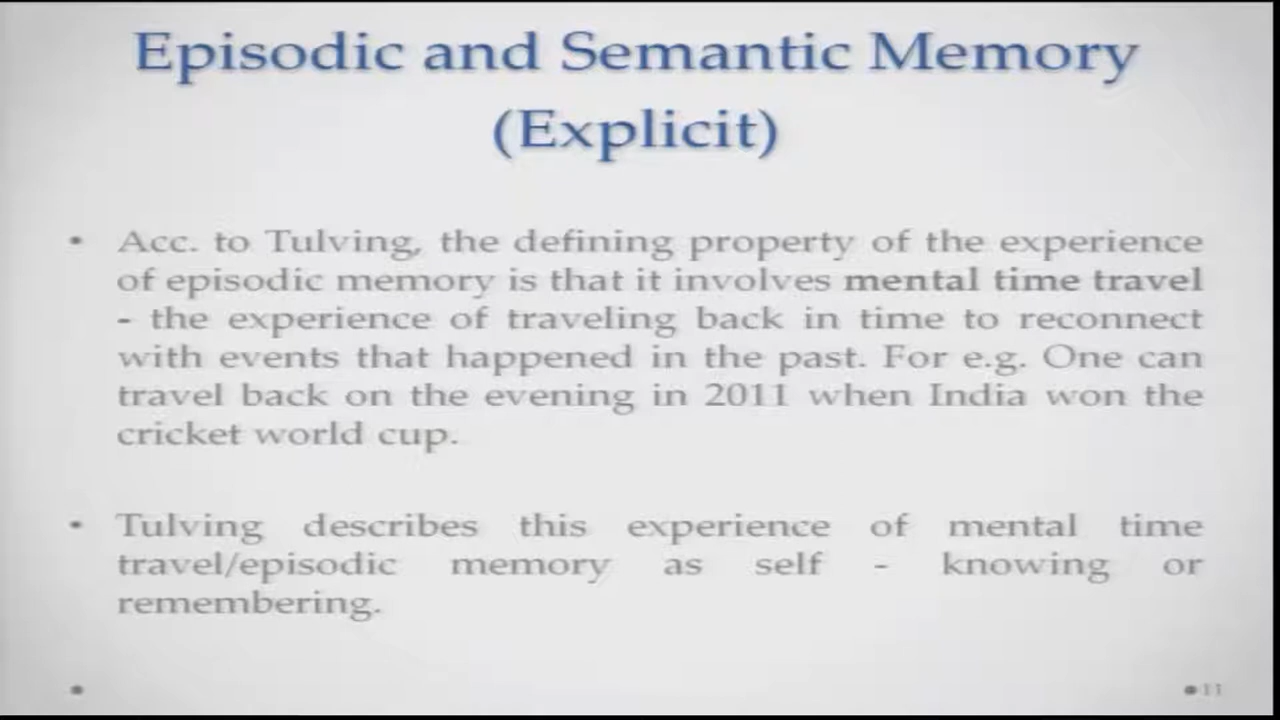 Episodic and Semantic Memory
(Explicit)
• Acc. to Tulving, the defining property of the experience
of episodic memory is that it involves mental time travel
- the experience of traveling back in time to reconnect
with events that happened in the past. For e.g. One can
travel back on the evening in 2011 when India won the
cricket world cup.
• Tulving describes this experience of mental time
travel/episodic memory as self - knowing or
remembering.
11